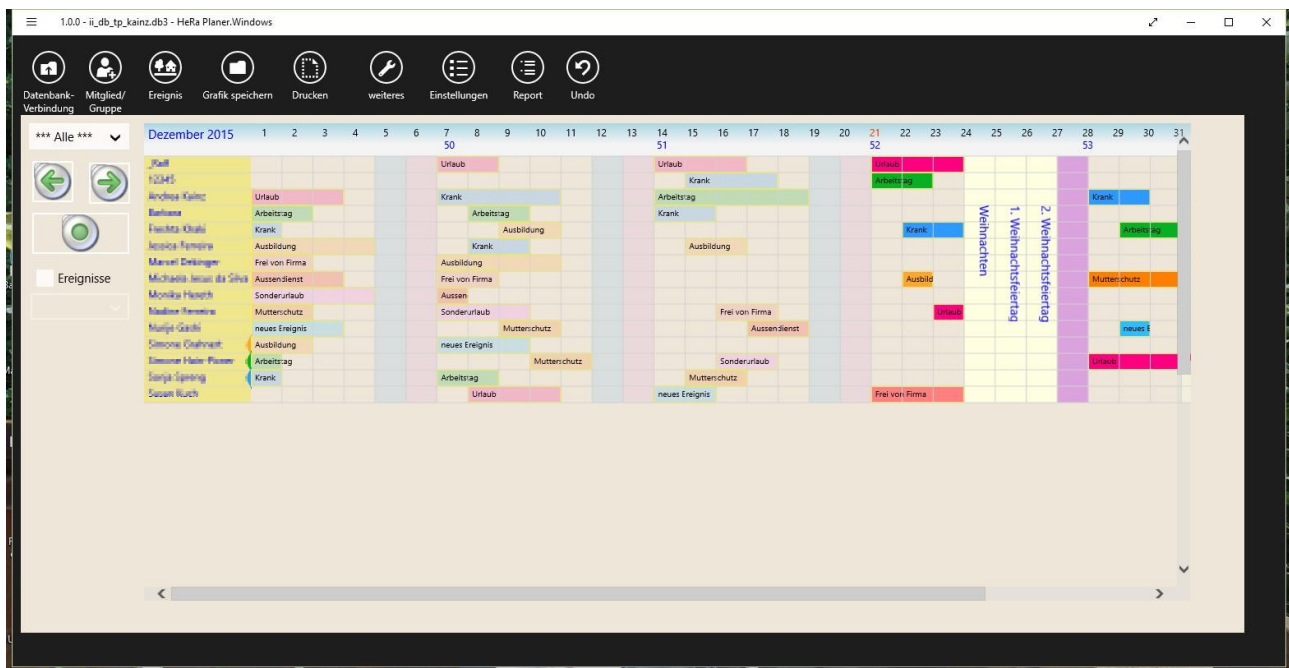 1.0.0 - ii_db_tp_kainz.db3 - HeRa Planer.Windows
Datenbank-Verbindung Mitglied/Gruppe Ereignis Grafik speichern Drucken weiteres Einstellungen Report Undo
*** Alle ***
Ereignisse
Dezember 2015 1 2 3 4 5 6 7 8 9 10 11 12 13 14 15 16 17 18 19 20 21 22 23 24 25 26 27 28 29 30 31
50 51 52 53
Urlaub Urlaub Urlaub
Krank Arbeitstag
Urlaub Krank Arbeitstag Krank
Arbeitstag Arbeitstag Krank
Krank Ausbildung Krank Arbeitstag
Ausbildung Krank Ausbildung
Frei von Firma Ausbildung
Aussendienst Frei von Firma Ausbild Mutterschutz
Sonderurlaub Aussen
Mutterschutz Sonderurlaub Frei von Firma Urlaub
neues Ereignis Mutterschutz Aussendienst neues E
Ausbildung neues Ereignis
Arbeitstag Mutterschutz Sonderurlaub Urlaub
Krank Arbeitstag Mutterschutz
Urlaub neues Ereignis Frei von Firma
Weihnachten
1. Weihnachtsfeiertag
2. Weihnachtsfeiertag